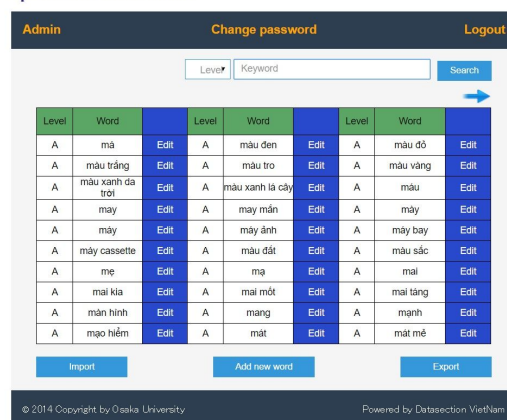 Admin Change password Logout
Level Keyword Search
Level Word Level Word Level Word
A má Edit A màu đen Edit A màu đỏ Edit
A màu trắng Edit A màu tro Edit A màu vàng Edit
A màu xanh da trời Edit A màu xanh lá cây Edit A máu Edit
A may Edit A may mắn Edit A mày Edit
A máy Edit A máy ảnh Edit A máy bay Edit
A máy cassette Edit A màu đất Edit A màu sắc Edit
A mẹ Edit A mạ Edit A mai Edit
A mai kia Edit A mai mốt Edit A mai táng Edit
A màn hình Edit A mang Edit A mạnh Edit
A mạo hiểm Edit A mát Edit A mát mẻ Edit
Import Add new word Export
© 2014 Copyright by Osaka University Powered by Datasection VietNam